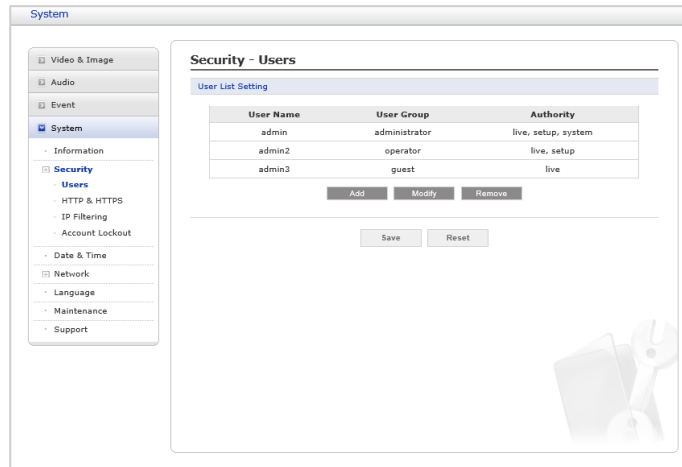 System
Video & Image
Audio
Event
System
Information
Security
Users
HTTP & HTTPS
IP Filtering
Account Lockout
Date & Time
Network
Language
Maintenance
Support
Security - Users
User List Setting
User Name User Group Authority
admin administrator live, setup, system
admin2 operator live, setup
admin3 guest live
Add Modify Remove
Save Reset